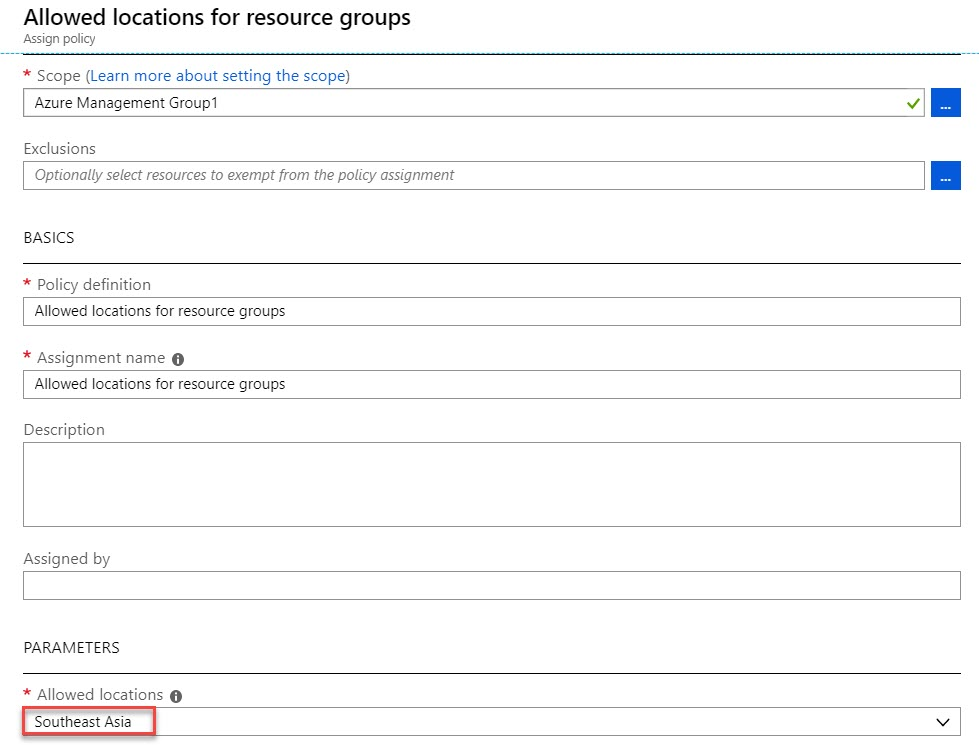 Allowed locations for resource groups
Assign policy
* Scope (Learn more about setting the scope)
Azure Management Group1
...
Exclusions
Optionally select resources to exempt from the policy assignment
...
BASICS
* Policy definition
Allowed locations for resource groups
* Assignment name
Allowed locations for resource groups
Description
Assigned by
PARAMETERS
* Allowed locations
Southeast Asia